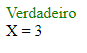 Verdadeiro
X = 3